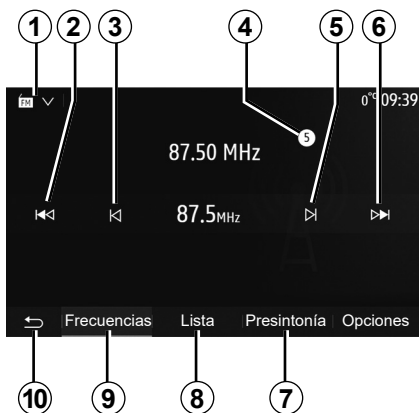 1 2 3 4 5 6
FM 0°C 09:39
5
87.50 MHz
87.5MHz
Frecuencias Lista Presintonía Opciones
10 9 8 7